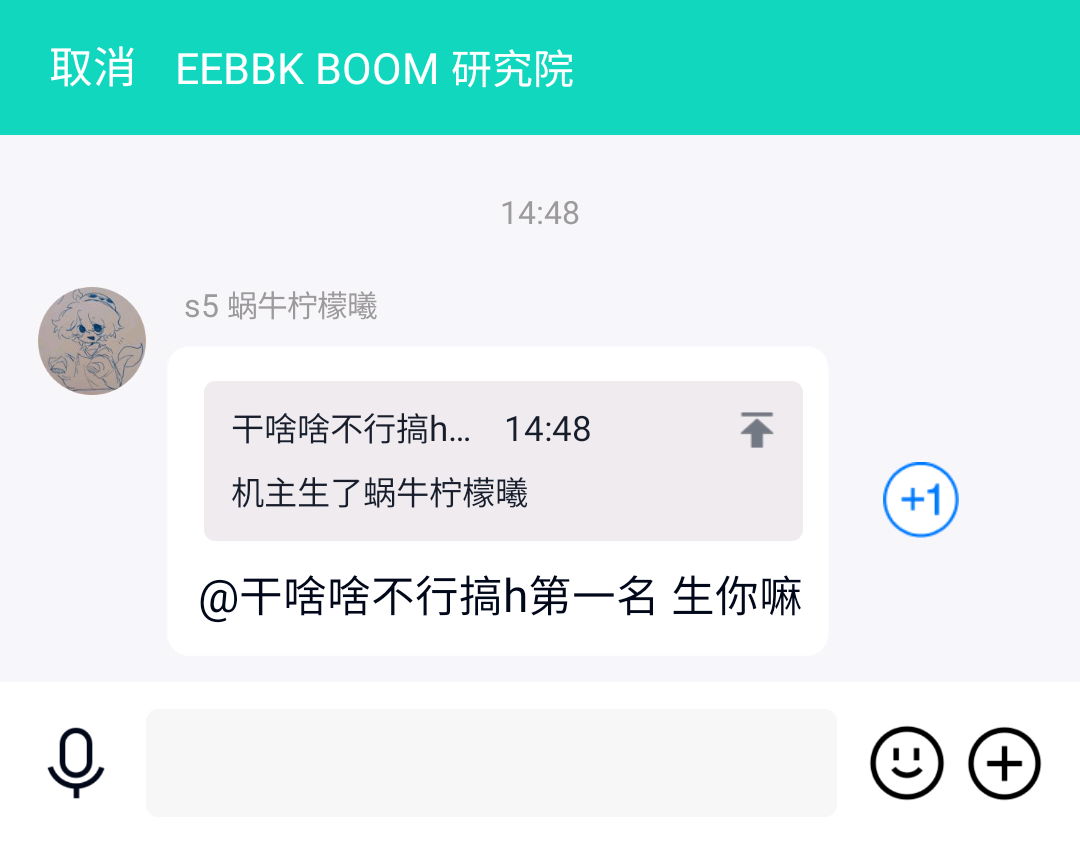 取消 EEBBK BOOM 研究院
14:48
s5 蜗牛柠檬曦
干啥啥不行搞h... 14:48
机主生了蜗牛柠檬曦
@干啥啥不行搞h第一名 生你嘛
+1